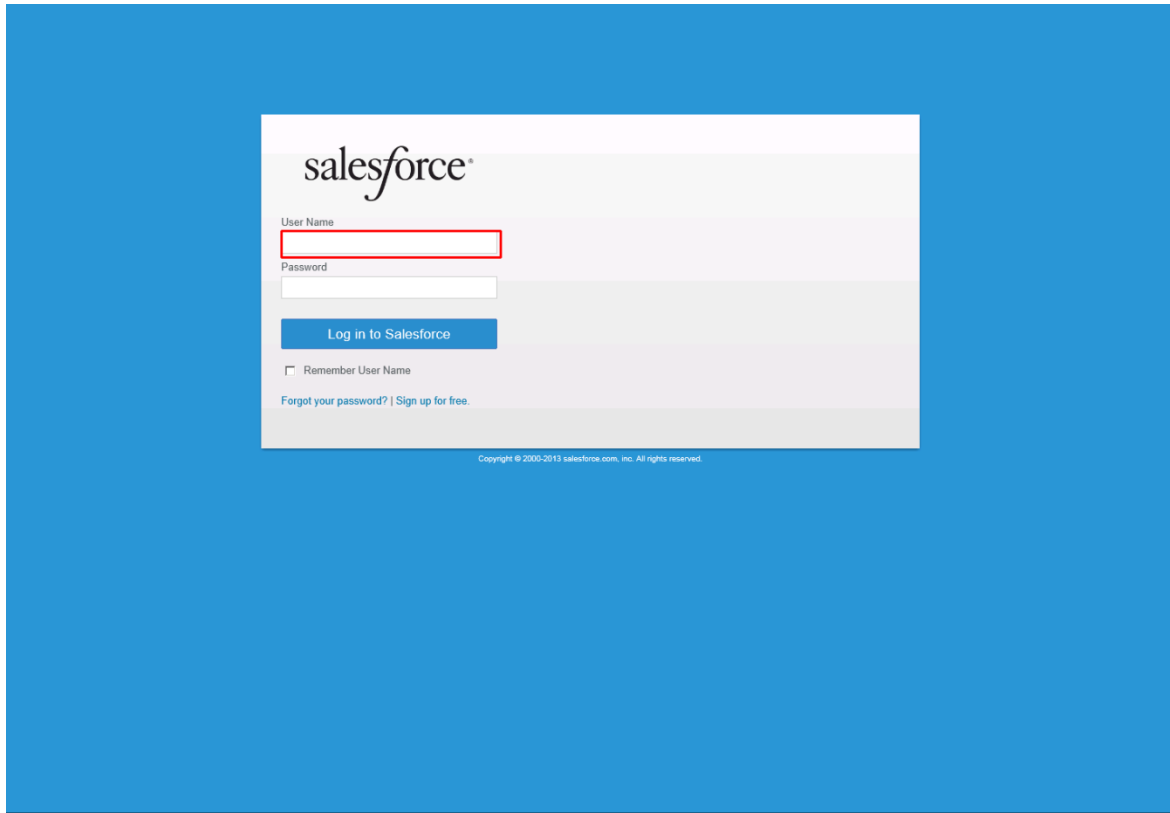 salesforce®
User Name
Password
Log in to Salesforce
Remember User Name
Forgot your password? | Sign up for free.
Copyright © 2000-2013 salesforce.com, inc. All rights reserved.